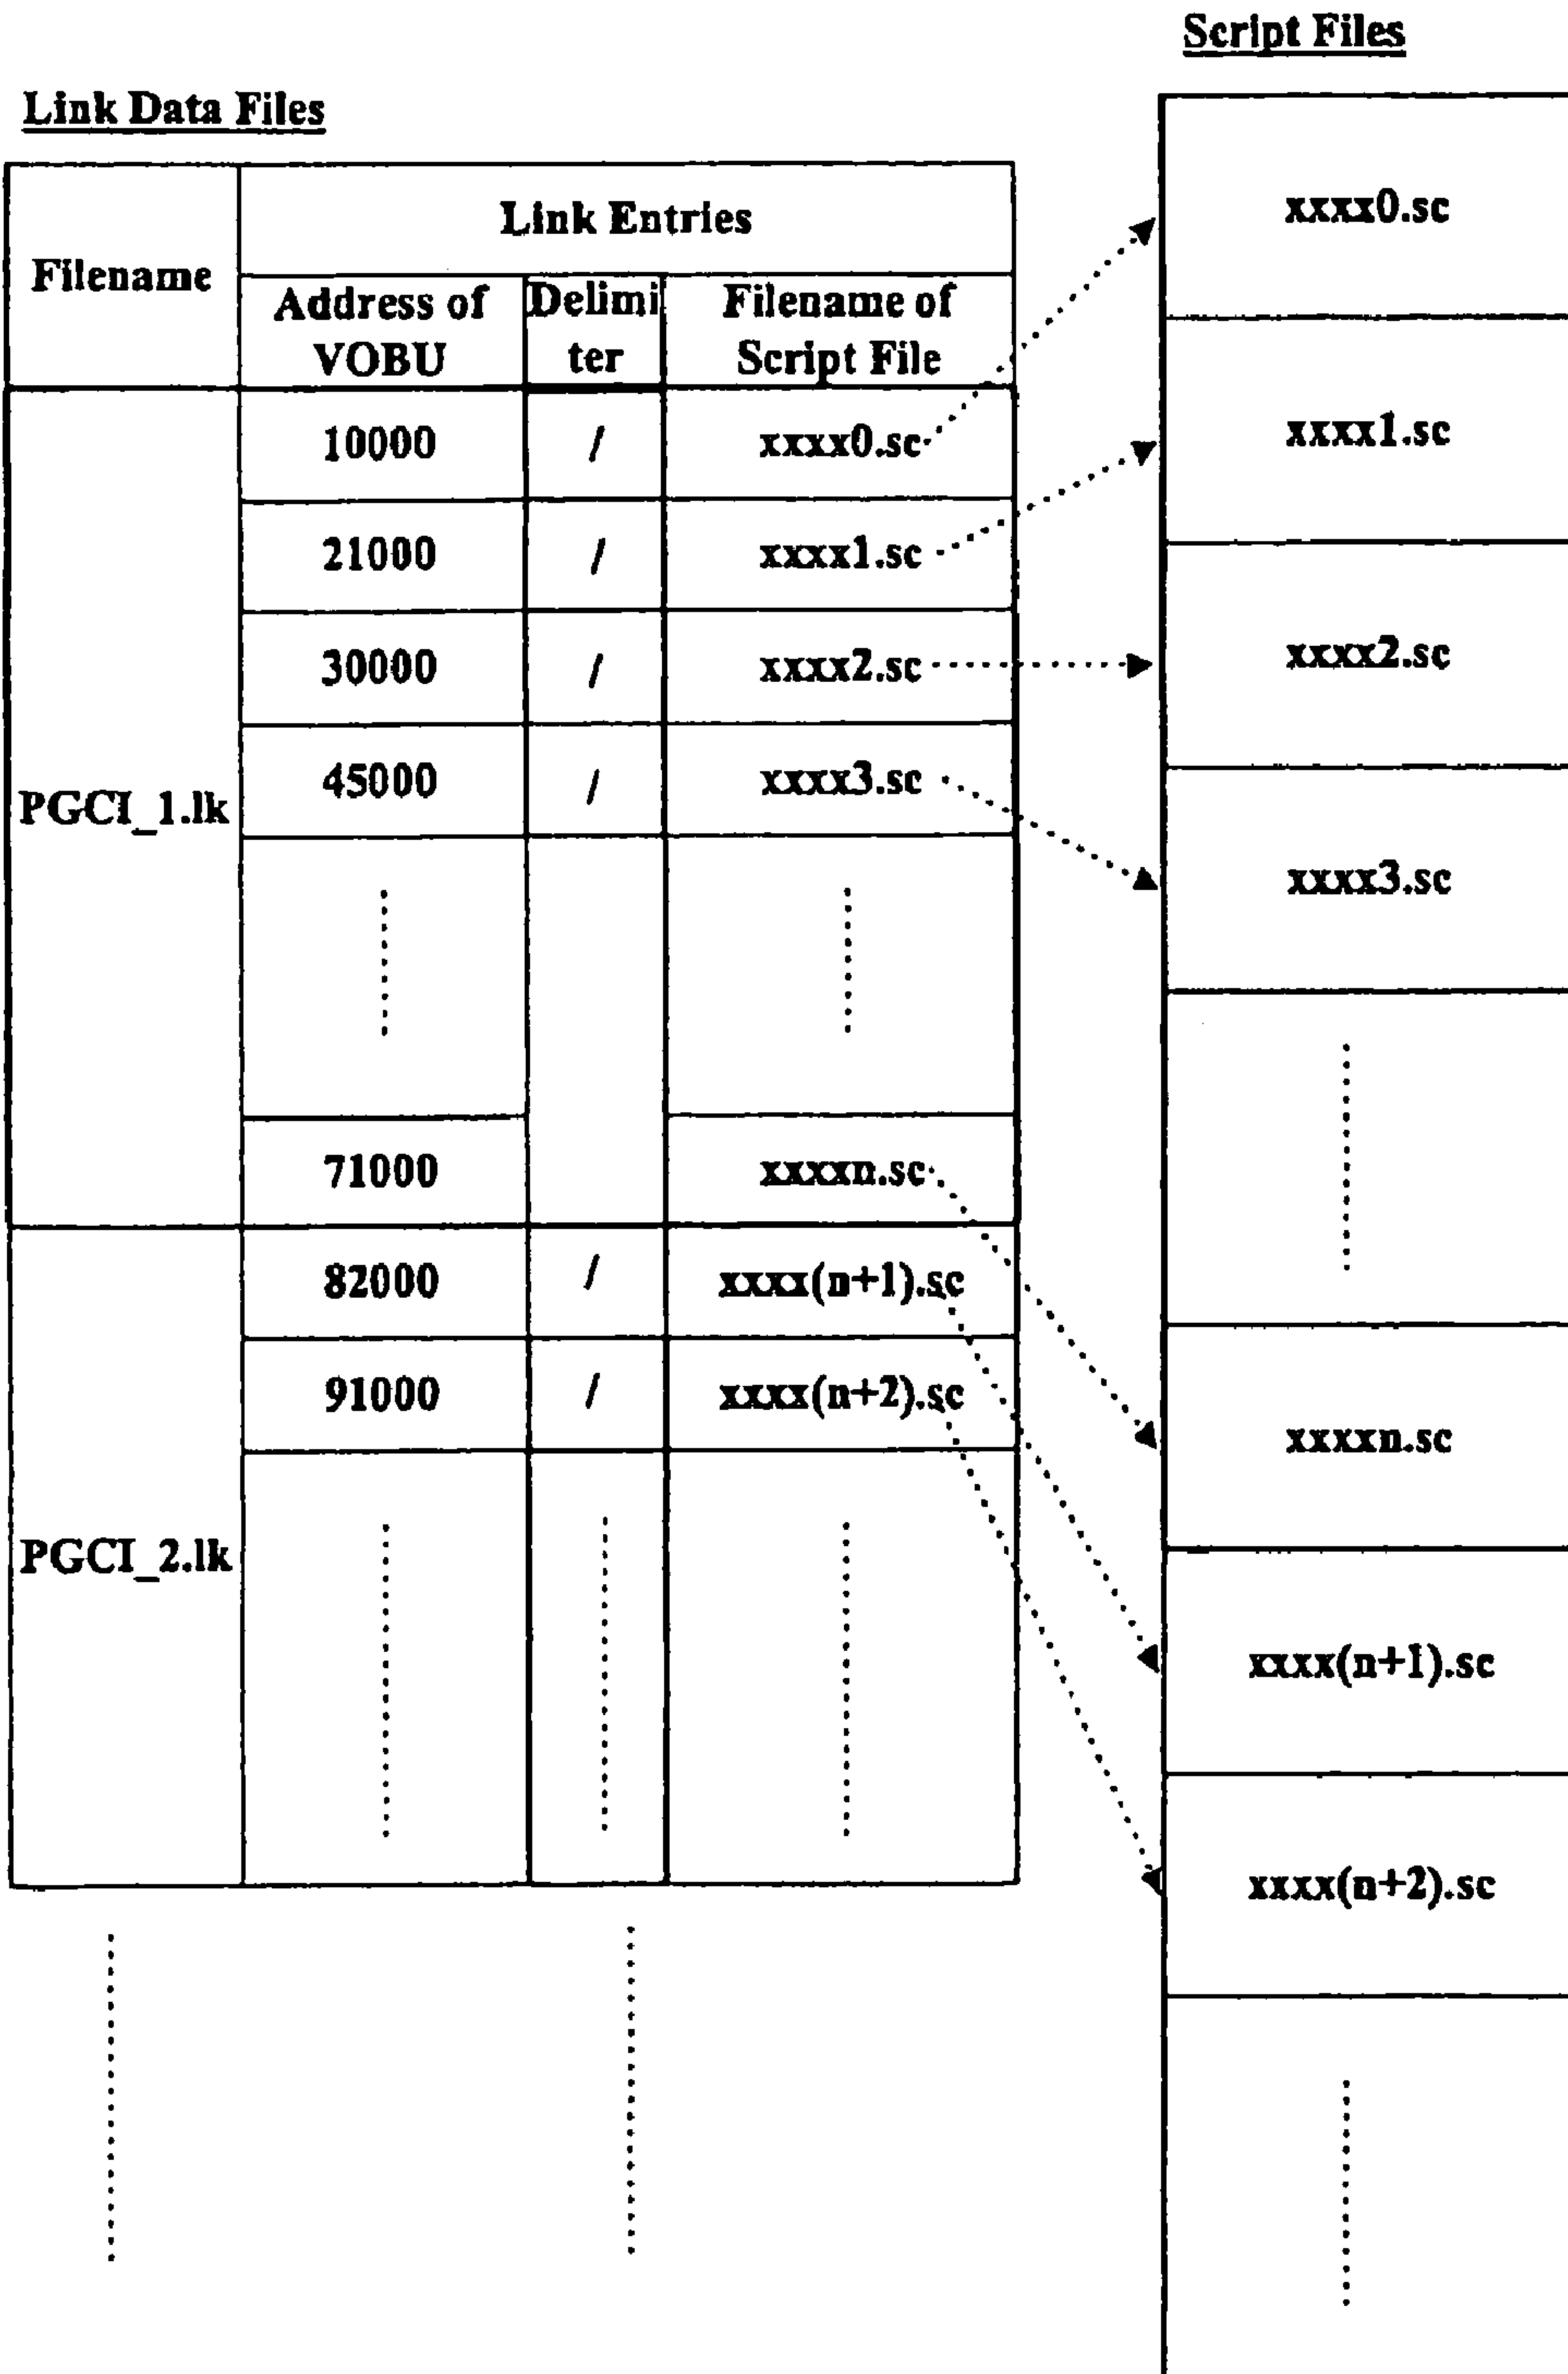 Script Files
Link Data Files
Filename
Link Entries
Address of
VOBU
Delimi
ter
Filename of
Script File
PGCI_1.lk
10000 / xxxx0.sc
21000 / xxxx1.sc
30000 / xxxx2.sc
45000 / xxxx3.sc
71000 xxxxn.sc
PGCI_2.lk
82000 / xxxx(n+1).sc
91000 / xxxx(n+2).sc
xxxx0.sc
xxxx1.sc
xxxx2.sc
xxxx3.sc
xxxxn.sc
xxxx(n+1).sc
xxxx(n+2).sc